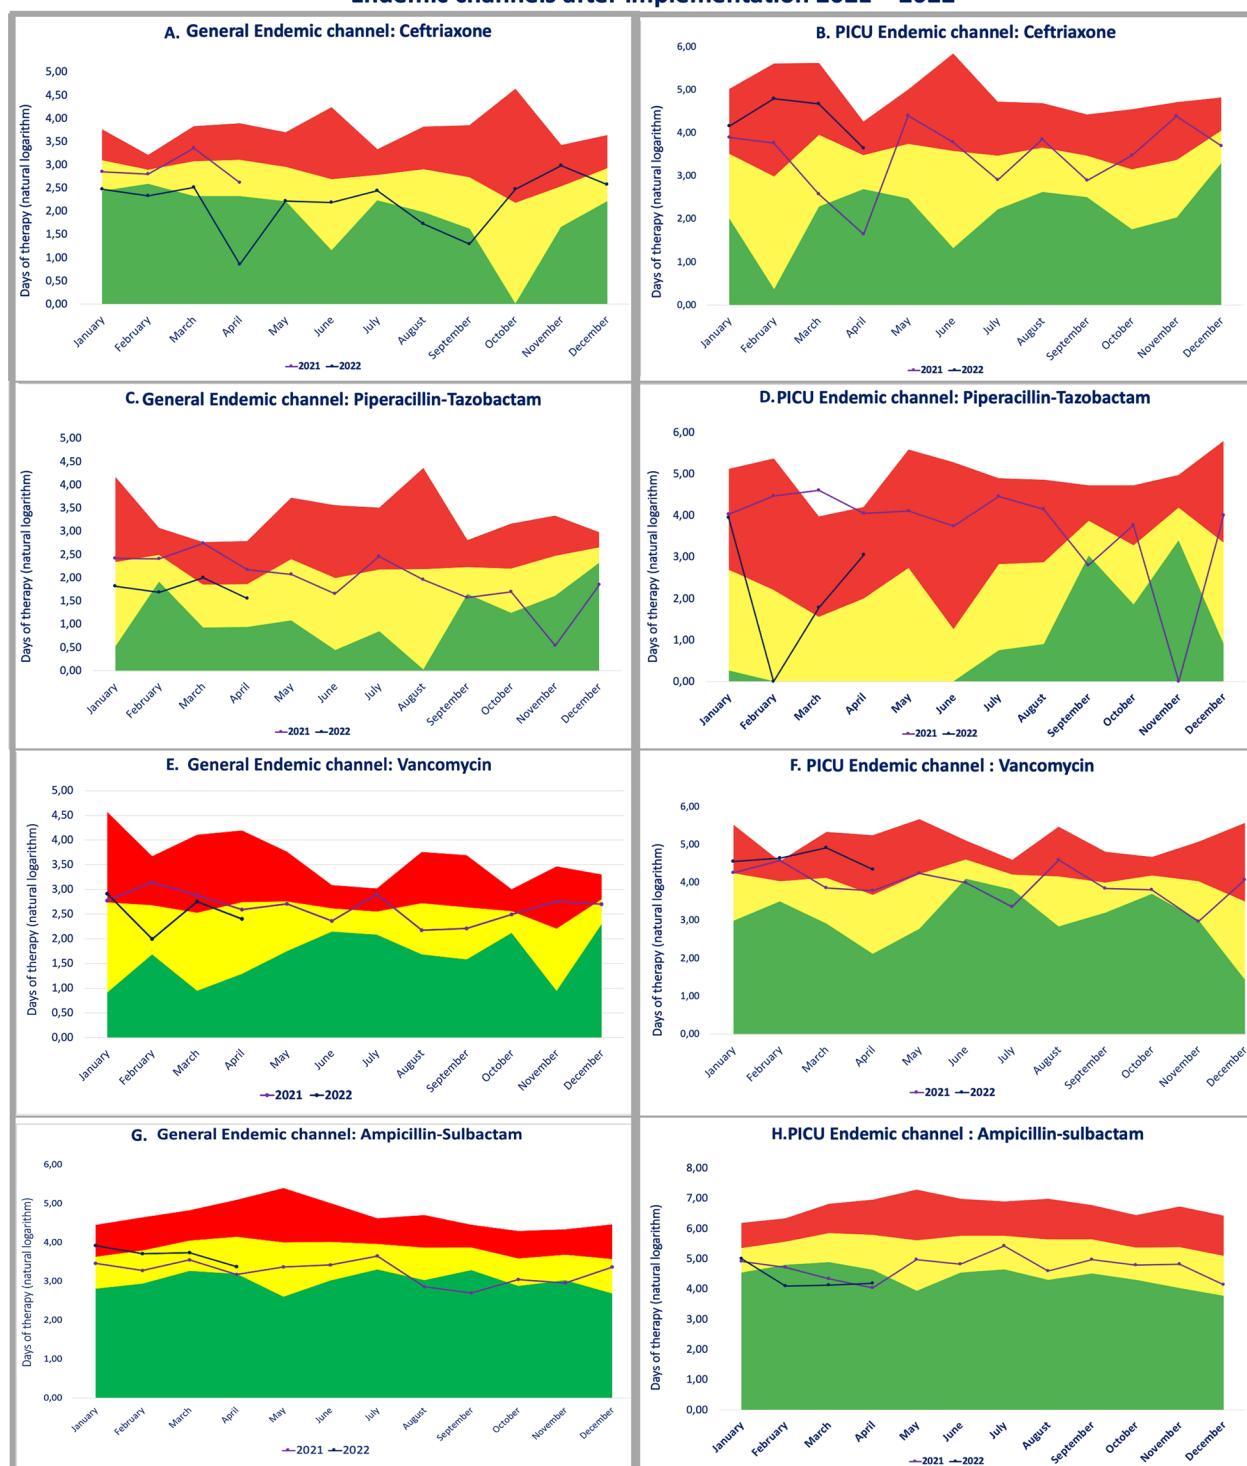 A. General Endemic channel: Ceftriaxone
Days of therapy (natural logarithm)
5,00
4,50
4,00
3,50
3,00
2,50
2,00
1,50
1,00
0,50
0,00
January
February
March
April
May
June
July
August
September
October
November
December
2021 2022
B. PICU Endemic channel: Ceftriaxone
Days of therapy (natural logarithm)
6,00
5,00
4,00
3,00
2,00
1,00
0,00
January
February
March
April
May
June
July
August
September
October
November
December
2021 2022
C. General Endemic channel: Piperacillin-Tazobactam
Days of therapy (natural logarithm)
5,00
4,50
4,00
3,50
3,00
2,50
2,00
1,50
1,00
0,50
0,00
January
February
March
April
May
June
July
August
September
October
November
December
2021 2022
D. PICU Endemic channel: Piperacillin-Tazobactam
Days of therapy (natural logarithm)
6,00
5,00
4,00
3,00
2,00
1,00
0,00
January
February
March
April
May
June
July
August
September
October
November
December
2021 2022
E. General Endemic channel: Vancomycin
Days of therapy (natural logarithm)
5,00
4,50
4,00
3,50
3,00
2,50
2,00
1,50
1,00
0,50
0,00
January
February
March
April
May
June
July
August
September
October
November
December
2021 2022
F. PICU Endemic channel : Vancomycin
Days of therapy (natural logarithm)
6,00
5,00
4,00
3,00
2,00
1,00
0,00
January
February
March
April
May
June
July
August
September
October
November
December
2021 2022
G. General Endemic channel: Ampicillin-Sulbactam
Days of therapy (natural logarithm)
6,00
5,00
4,00
3,00
2,00
1,00
0,00
January
February
March
April
May
June
July
August
September
October
November
December
2021 2022
H.PICU Endemic channel : Ampicillin-sulbactam
Days of therapy (natural logarithm)
8,00
7,00
6,00
5,00
4,00
3,00
2,00
1,00
0,00
January
February
March
April
May
June
July
August
September
October
November
December
2021 2022